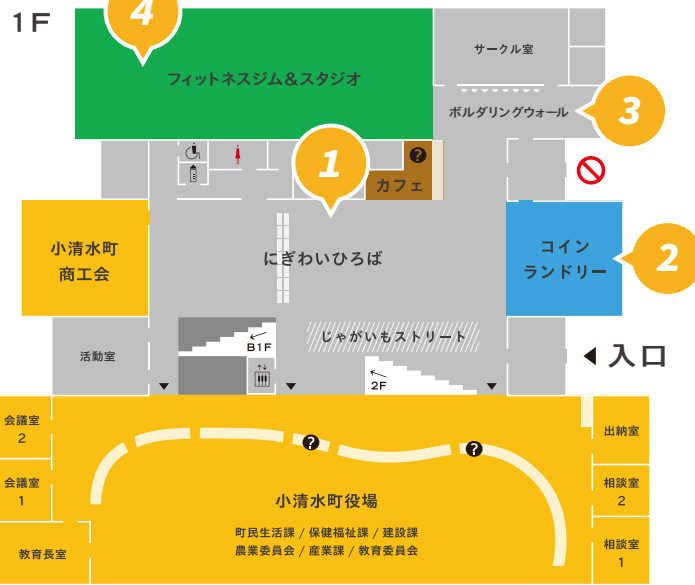 1F
4
サークル室
フィットネスジム＆スタジオ
ボルダリングウォール
3
1
?
カフェ
小清水町
商工会
にぎわいひろば
コイン
ランドリー
2
じゃがいもストリート
B1F
活動室
入口
2F
会議室
2
出納室
?
?
会議室
1
相談室
2
小清水町役場
町民生活課 / 保健福祉課 / 建設課
農業委員会 / 産業課 / 教育委員会
教育長室
相談室
1